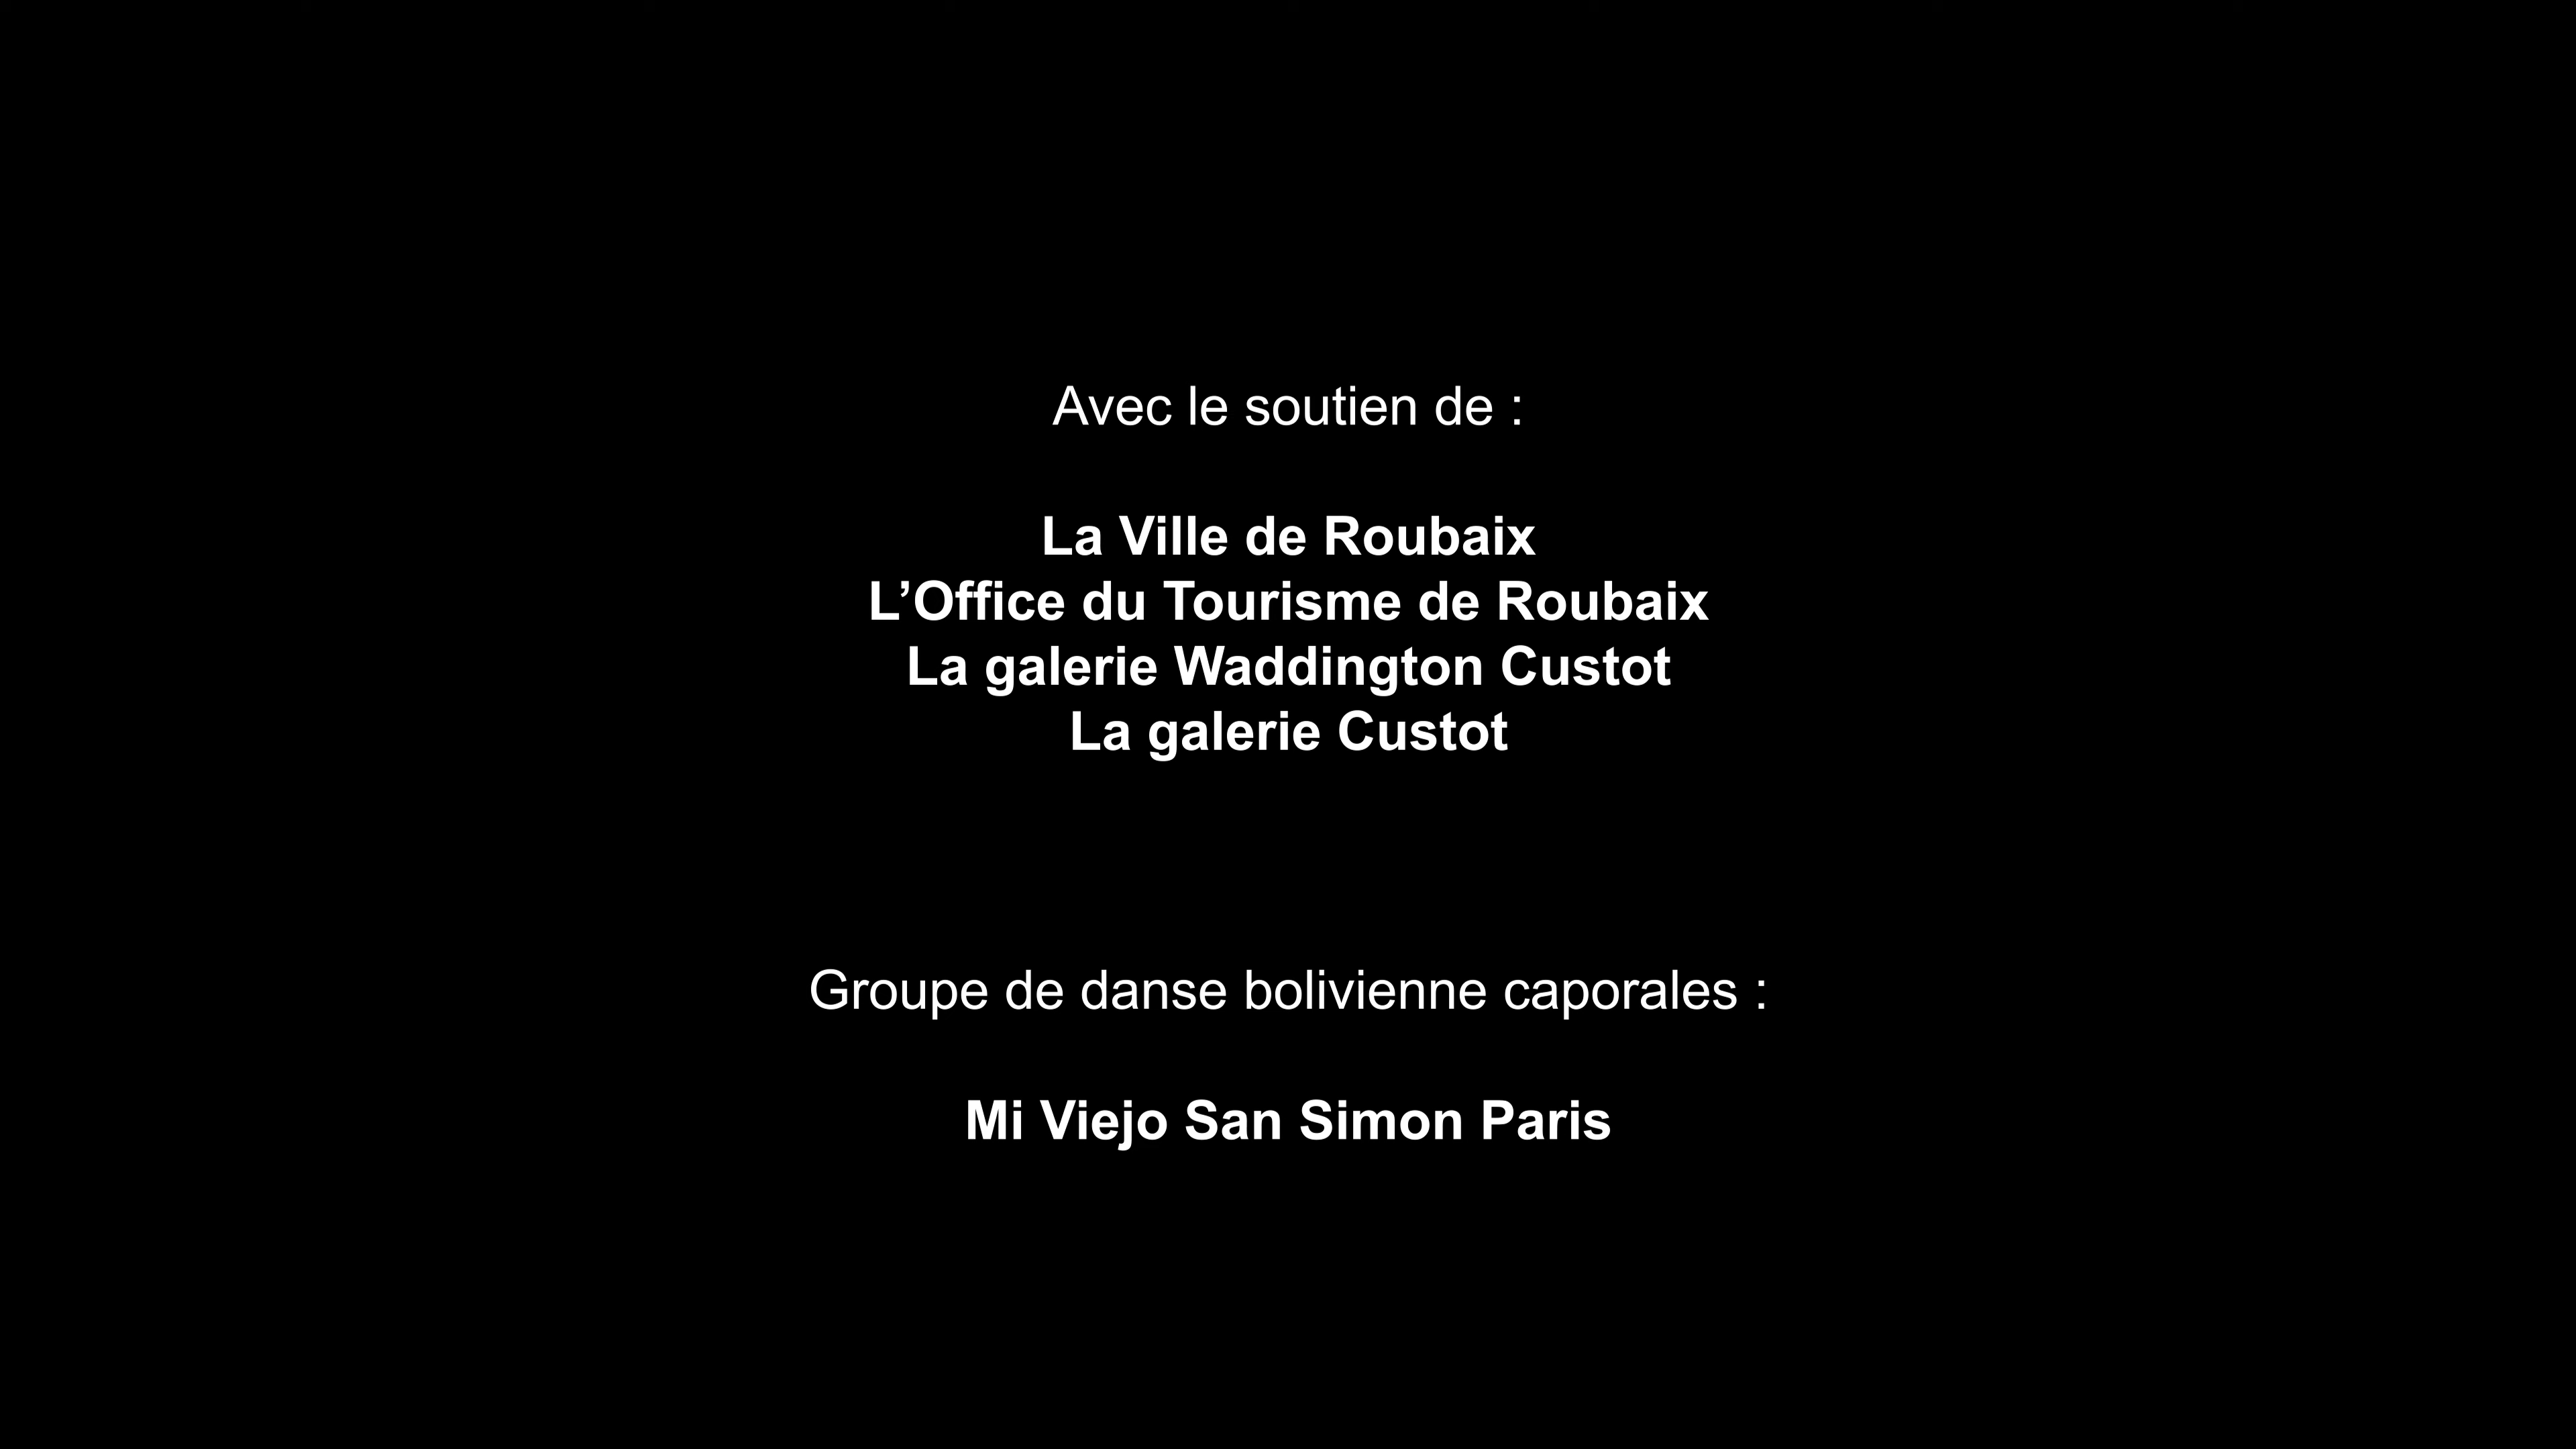 Avec le soutien de :
La Ville de Roubaix
L’Office du Tourisme de Roubaix
La galerie Waddington Custot
La galerie Custot
Groupe de danse bolivienne caporales :
Mi Viejo San Simon Paris